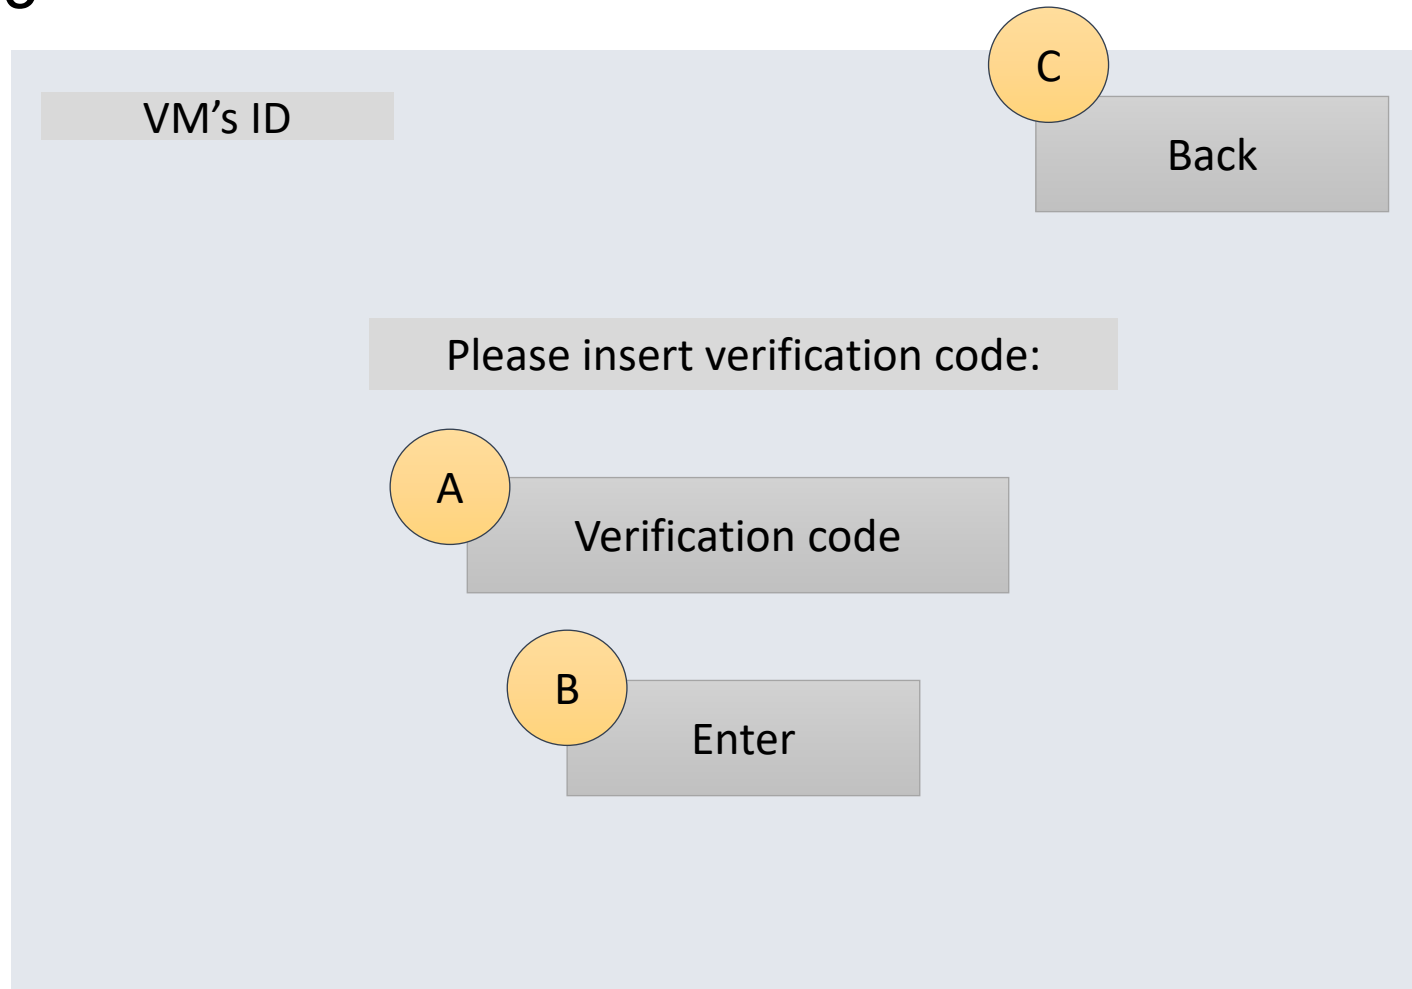 VM’s ID
C
Back
Please insert verification code:
A
Verification code
B
Enter